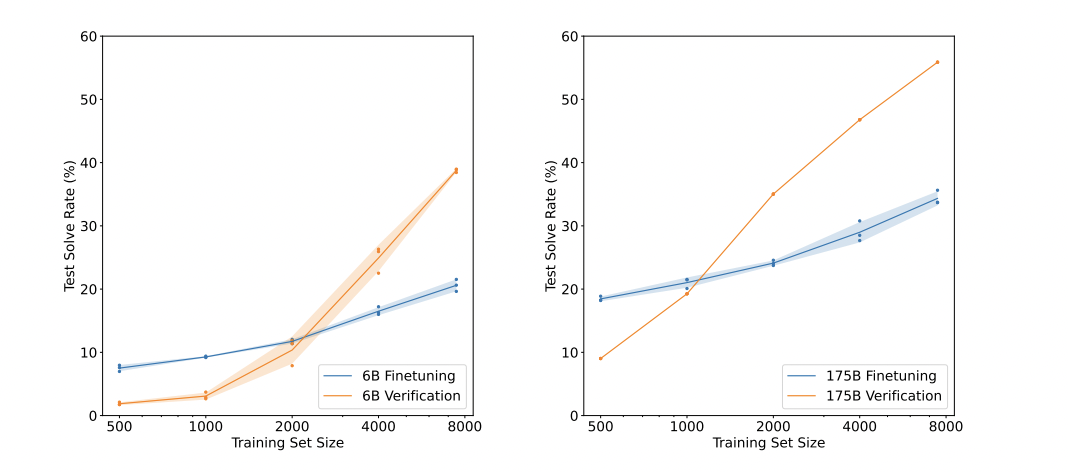 60
50
40
30
20
10
0
Test Solve Rate (%)
500 1000 2000 4000 8000
Training Set Size
6B Finetuning
6B Verification
60
50
40
30
20
10
0
Test Solve Rate (%)
500 1000 2000 4000 8000
Training Set Size
175B Finetuning
175B Verification